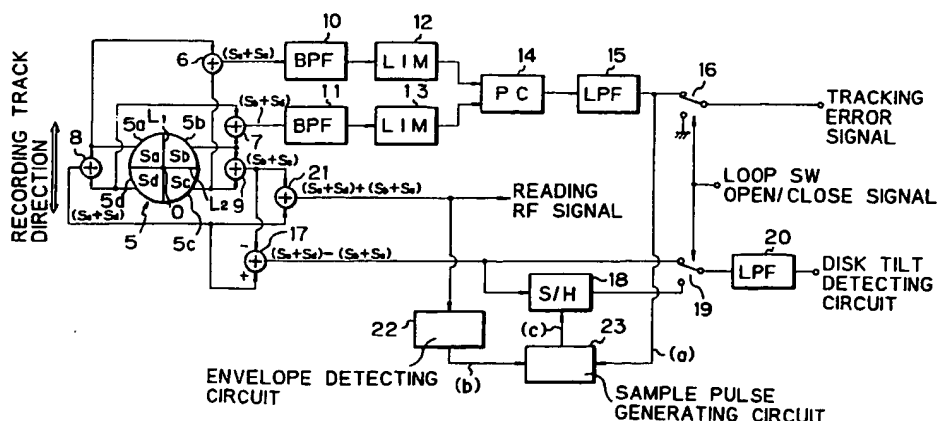 10
12
6
(Sa+Sc)
BPF
LIM
14
15
16
PC
LPF
TRACKING
ERROR
SIGNAL
RECORDING TRACK
DIRECTION
11
13
(Sb+Sd)
BPF
LIM
7
L1
5a
5b
8
Sa
Sb
Sd
Sc
(Sb+Sc)
21
(Sa+Sd)+(Sb+Sc)
READING
RF SIGNAL
LOOP SW
OPEN/CLOSE SIGNAL
5d
L2
9
(Sa+Sd)
O
5
5c
17
-
+
(Sa+Sd)-(Sb+Sc)
20
LPF
DISK TILT
DETECTING
CIRCUIT
S/H
18
19
22
(c)
23
(a)
(b)
ENVELOPE DETECTING
CIRCUIT
SAMPLE PULSE
GENERATING CIRCUIT